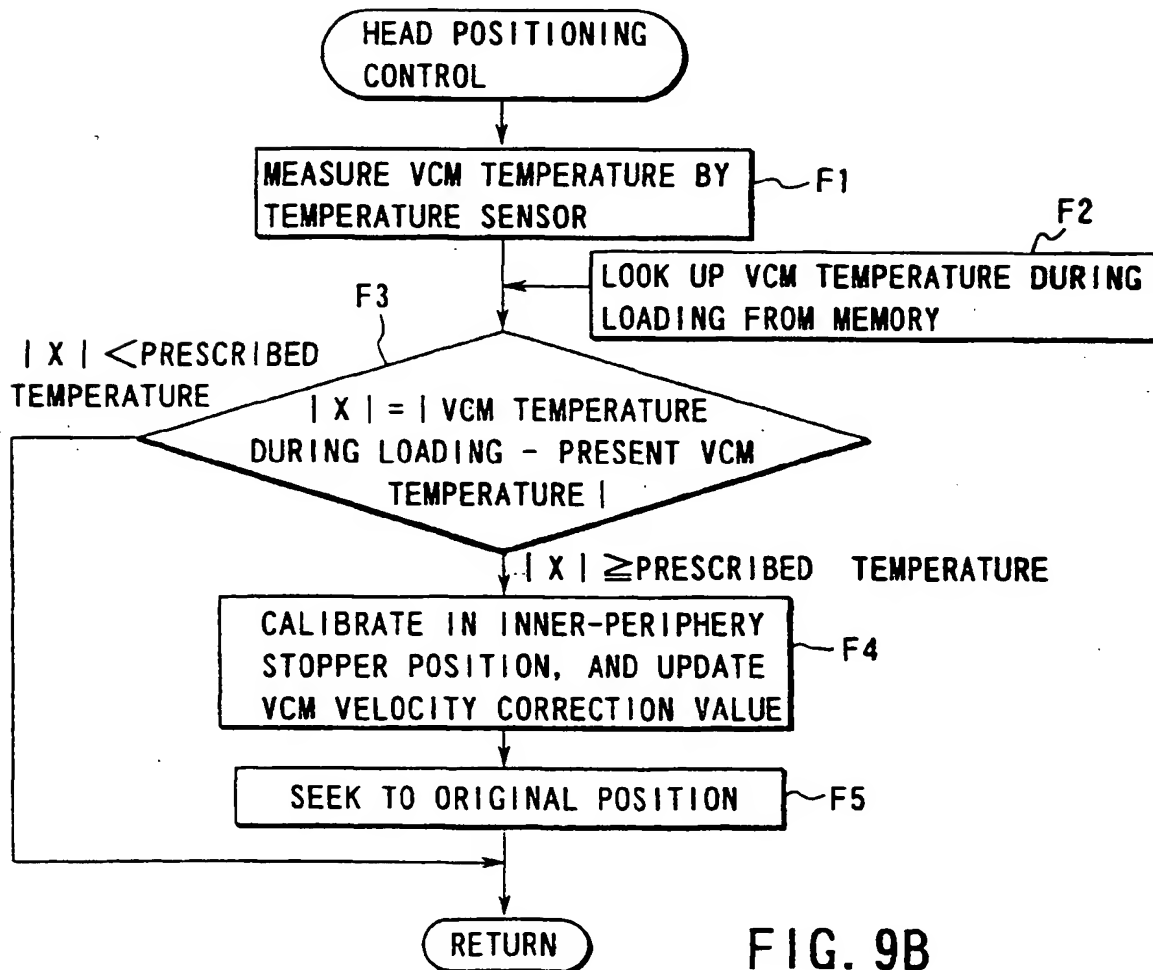 HEAD POSITIONING
CONTROL
MEASURE VCM TEMPERATURE BY
TEMPERATURE SENSOR
F1
F2
LOOK UP VCM TEMPERATURE DURING
LOADING FROM MEMORY
F3
| X | <PRESCRIBED
TEMPERATURE
| X | = | VCM TEMPERATURE
DURING LOADING - PRESENT VCM
TEMPERATURE |
| X | ≧PRESCRIBED TEMPERATURE
CALIBRATE IN INNER-PERIPHERY
STOPPER POSITION, AND UPDATE
VCM VELOCITY CORRECTION VALUE
F4
SEEK TO ORIGINAL POSITION
F5
RETURN
FIG. 9B